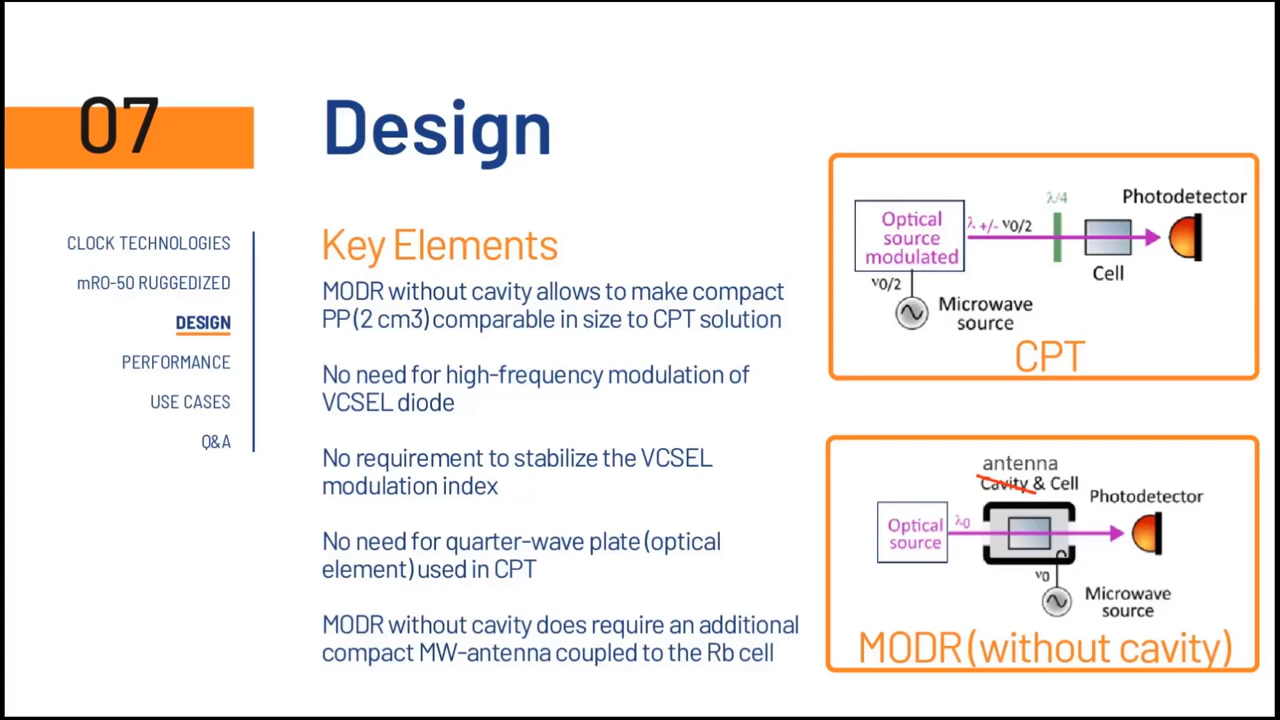 07
Design
CLOCK TECHNOLOGIES
mRO-50 RUGGEDIZED
DESIGN
PERFORMANCE
USE CASES
Q&A
Key Elements
MODR without cavity allows to make compact
PP (2 cm3) comparable in size to CPT solution
No need for high-frequency modulation of
VCSEL diode
No requirement to stabilize the VCSEL
modulation index
No need for quarter-wave plate (optical
element) used in CPT
MODR without cavity does require an additional
compact MW-antenna coupled to the Rb cell
Optical
source
modulated
λ +/- ν0/2
λ/4
Photodetector
Cell
ν0/2
Microwave
source
CPT
antenna
Cavity & Cell
Photodetector
Optical
source
λ0
ν0
Microwave
source
MODR (without cavity)